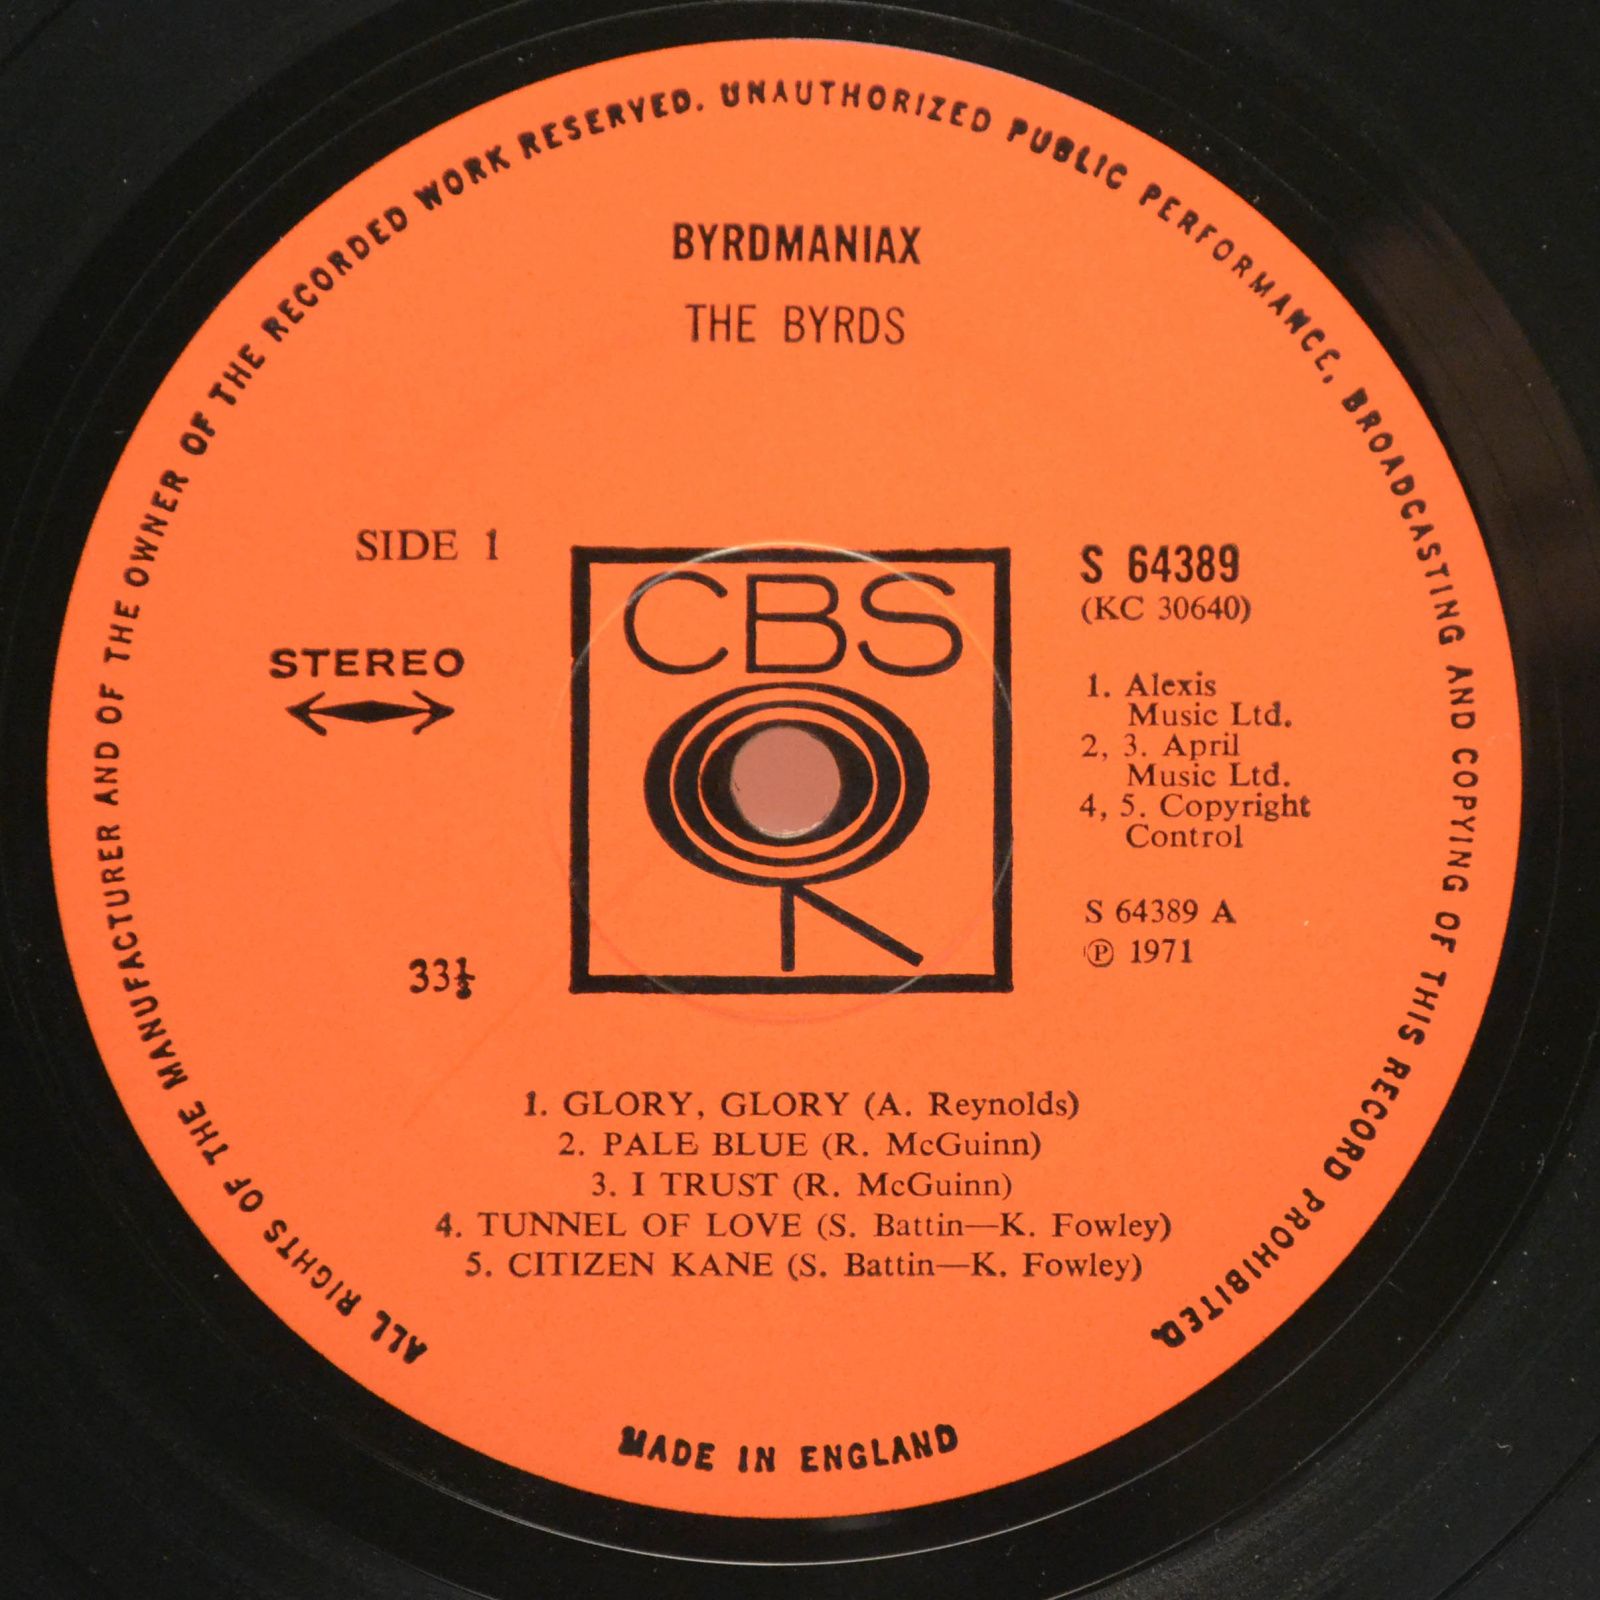 ALL RIGHTS OF THE MANUFACTURER AND OF THE OWNER OF THE RECORDED WORK RESERVED. UNAUTHORIZED PUBLIC PERFORMANCE, BROADCASTING AND COPYING OF THIS RECORD PROHIBITED.
BYRDMANIAX
THE BYRDS
SIDE 1
STEREO
33⅓
CBS
S 64389
(KC 30640)
1. Alexis
Music Ltd.
2, 3. April
Music Ltd.
4, 5. Copyright
Control
S 64389 A
℗ 1971
1. GLORY, GLORY (A. Reynolds)
2. PALE BLUE (R. McGuinn)
3. I TRUST (R. McGuinn)
4. TUNNEL OF LOVE (S. Battin—K. Fowley)
5. CITIZEN KANE (S. Battin—K. Fowley)
MADE IN ENGLAND